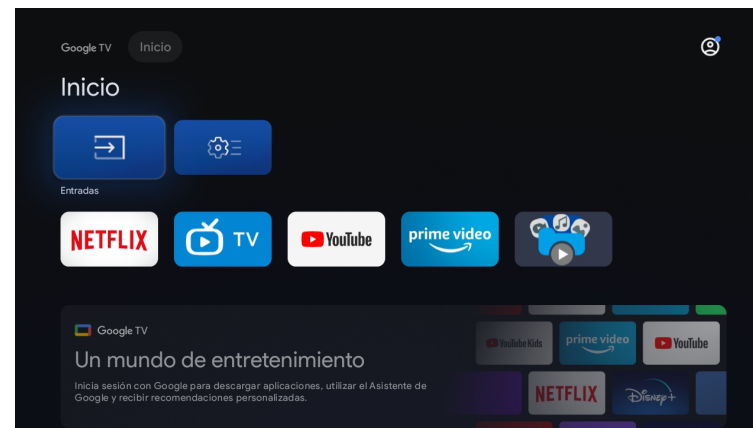 Google TV Inicio
Inicio
Entradas
NETFLIX TV YouTube prime video
Google TV
Un mundo de entretenimiento
Inicia sesión con Google para descargar aplicaciones, utilizar el Asistente de
Google y recibir recomendaciones personalizadas.
YouTube Kids prime video YouTube
NETFLIX Disney+